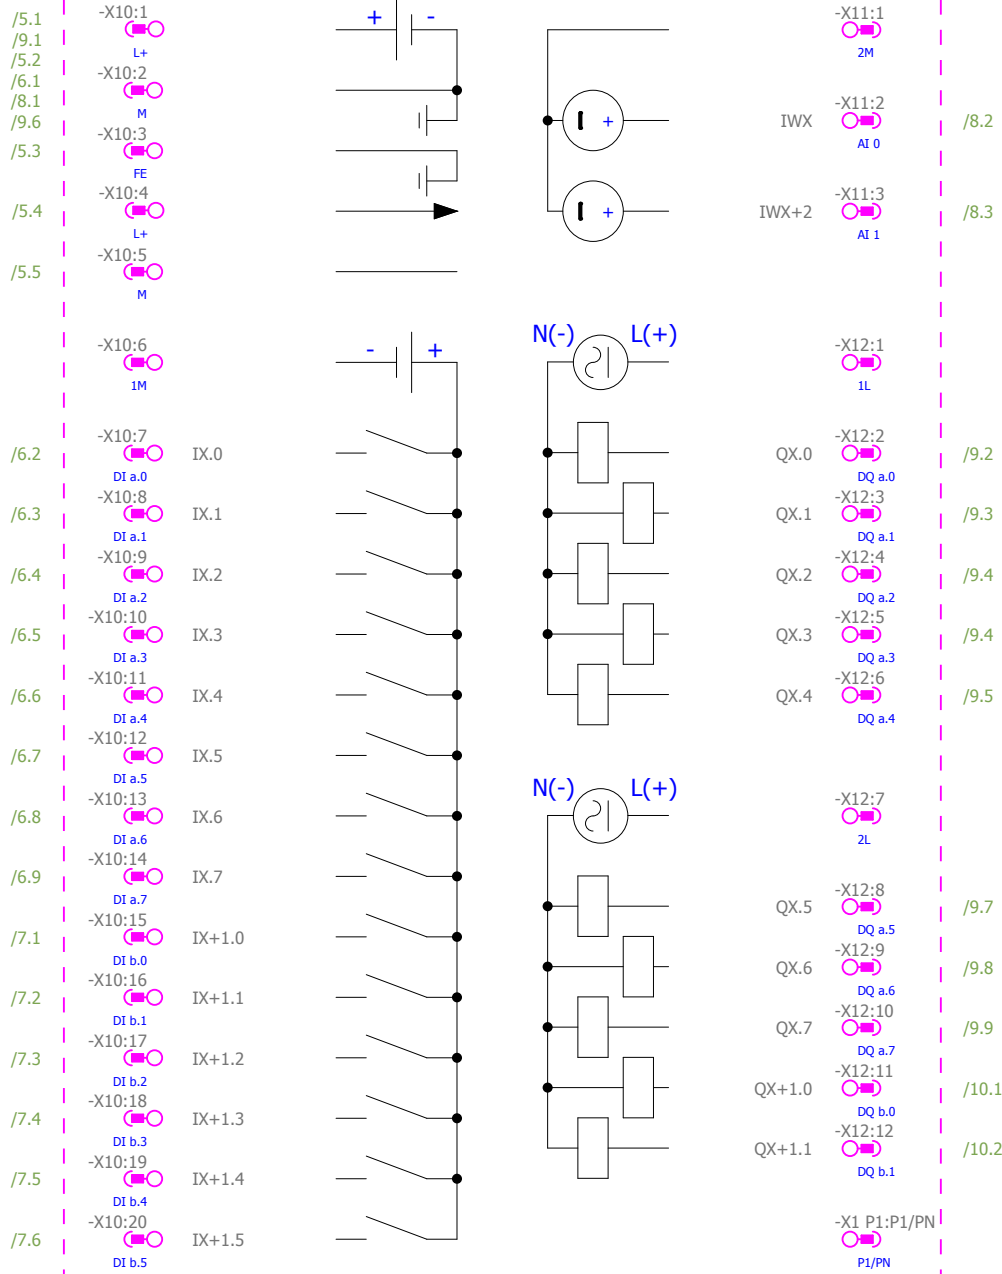 /5.1
/9.1
/5.2
/6.1
/8.1
/9.6
-X10:1
L+
+ -
-X11:1
2M
-X10:2
M
IWX
-X11:2
AI 0
/8.2
+
/5.3
-X10:3
FE
/5.4
-X10:4
L+
+
IWX+2
-X11:3
AI 1
/8.3
/5.5
-X10:5
M
-X10:6
1M
- +
N(-) L(+)
-X12:1
1L
/6.2
-X10:7
DI a.0
IX.0
QX.0
-X12:2
DQ a.0
/9.2
/6.3
-X10:8
DI a.1
IX.1
QX.1
-X12:3
DQ a.1
/9.3
/6.4
-X10:9
DI a.2
IX.2
QX.2
-X12:4
DQ a.2
/9.4
/6.5
-X10:10
DI a.3
IX.3
QX.3
-X12:5
DQ a.3
/9.4
/6.6
-X10:11
DI a.4
IX.4
QX.4
-X12:6
DQ a.4
/9.5
/6.7
-X10:12
DI a.5
IX.5
/6.8
-X10:13
DI a.6
IX.6
N(-) L(+)
-X12:7
2L
/6.9
-X10:14
DI a.7
IX.7
QX.5
-X12:8
DQ a.5
/9.7
/7.1
-X10:15
DI b.0
IX+1.0
QX.6
-X12:9
DQ a.6
/9.8
/7.2
-X10:16
DI b.1
IX+1.1
QX.7
-X12:10
DQ a.7
/9.9
/7.3
-X10:17
DI b.2
IX+1.2
QX+1.0
-X12:11
DQ b.0
/10.1
/7.4
-X10:18
DI b.3
IX+1.3
QX+1.1
-X12:12
DQ b.1
/10.2
/7.5
-X10:19
DI b.4
IX+1.4
/7.6
-X10:20
DI b.5
IX+1.5
-X1 P1:P1/PN
P1/PN